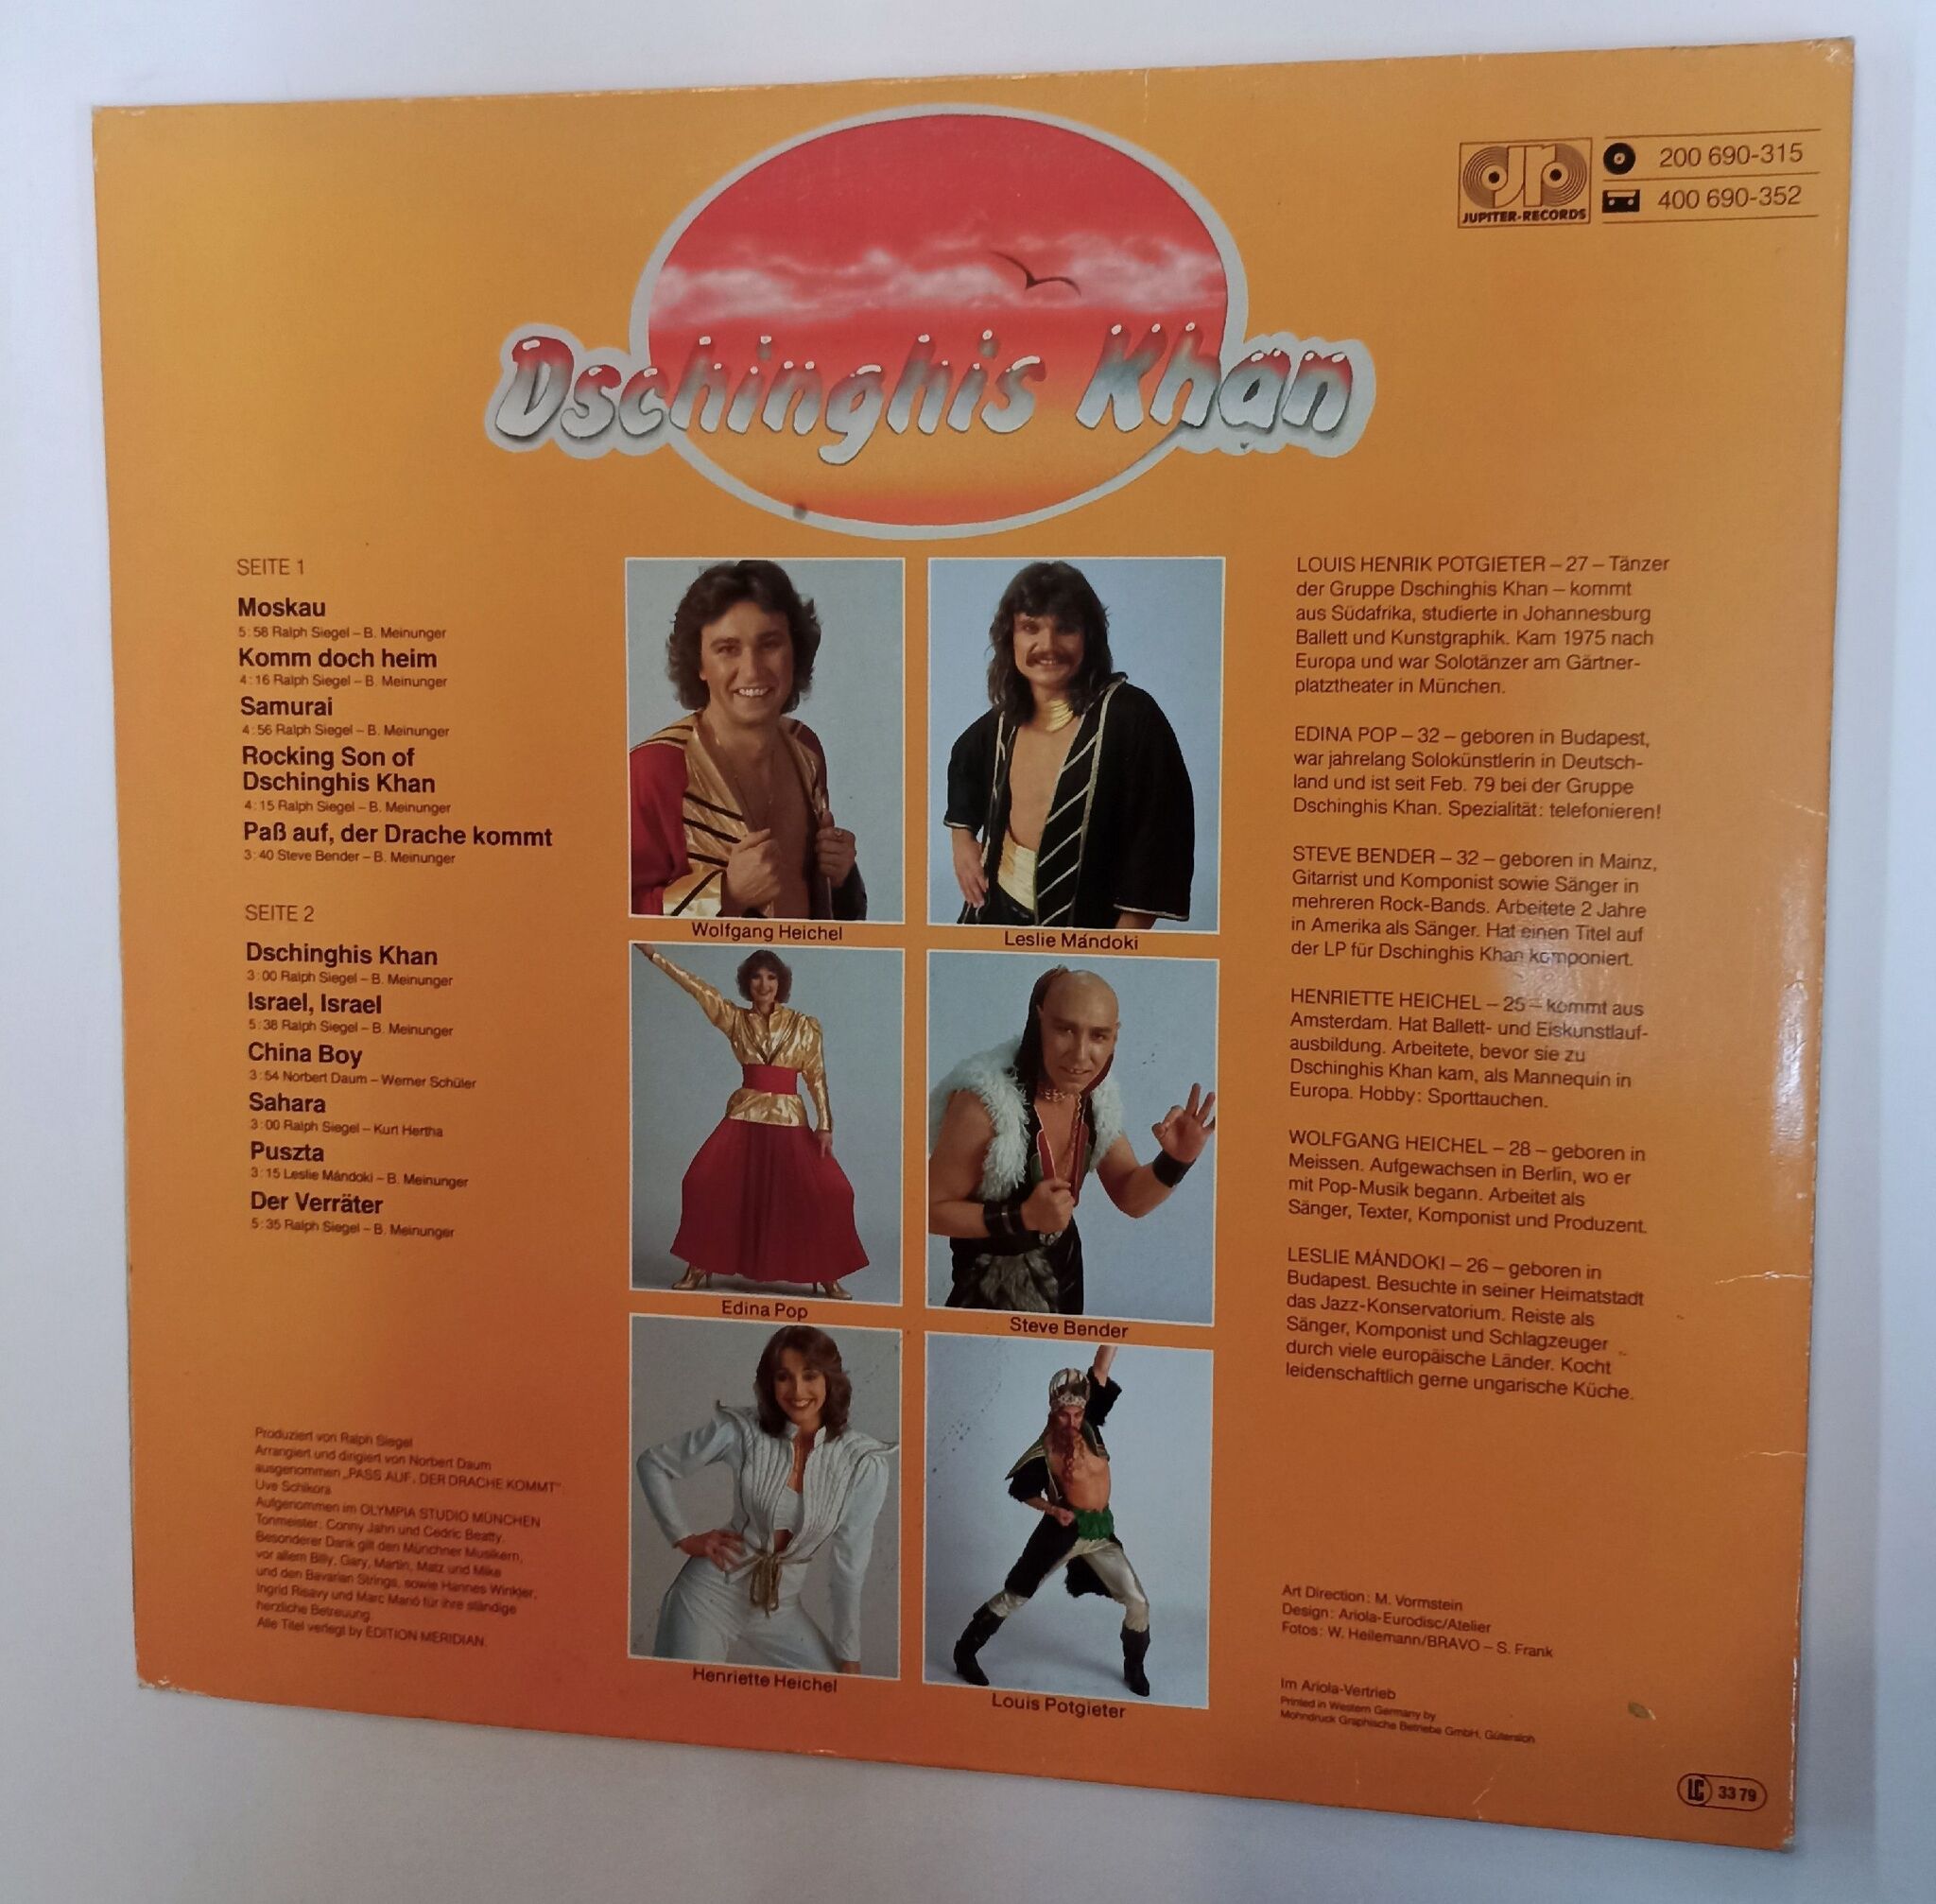 JUPITER-RECORDS
200 690-315
400 690-352
Dschinghis Khan
SEITE 1
Moskau
5:58 Ralph Siegel – B. Meinunger
Komm doch heim
4:16 Ralph Siegel – B. Meinunger
Samurai
4:56 Ralph Siegel – B. Meinunger
Rocking Son of
Dschinghis Khan
4:15 Ralph Siegel – B. Meinunger
Paß auf, der Drache kommt
3:40 Steve Bender – B. Meinunger
SEITE 2
Dschinghis Khan
3:00 Ralph Siegel – B. Meinunger
Israel, Israel
5:38 Ralph Siegel – B. Meinunger
China Boy
3:54 Norbert Daum – Werner Schüler
Sahara
3:00 Ralph Siegel – Kurt Hertha
Puszta
3:15 Leslie Mándoki – B. Meinunger
Der Verräter
5:35 Ralph Siegel – B. Meinunger
Produziert von Ralph Siegel
Arrangiert und dirigiert von Norbert Daum
ausgenommen „PASS AUF, DER DRACHE KOMMT"
Uve Schikora
Aufgenommen im OLYMPIA STUDIO MÜNCHEN
Tonmeister: Conny Jahn und Cedric Beatty.
Besonderer Dank gilt den Münchner Musikern,
vor allem Billy, Gary, Martin, Matz und Mike
und den Bavarian Strings, sowie Hannes Winkler,
Ingrid und Marc Manó für ihre ständige
herzliche Betreuung.
Alle Titel verlegt by EDITION MERIDIAN.
Wolfgang Heichel
Leslie Mándoki
Edina Pop
Steve Bender
Henriette Heichel
Louis Potgieter
LOUIS HENRIK POTGIETER – 27 – Tänzer
der Gruppe Dschinghis Khan – kommt
aus Südafrika, studierte in Johannesburg
Ballett und Kunstgraphik. Kam 1975 nach
Europa und war Solotänzer am Gärtner-
platztheater in München.
EDINA POP – 32 – geboren in Budapest,
war jahrelang Solokünstlerin in Deutsch-
land und ist seit Feb. 79 bei der Gruppe
Dschinghis Khan. Spezialität: telefonieren!
STEVE BENDER – 32 – geboren in Mainz,
Gitarrist und Komponist sowie Sänger in
mehreren Rock-Bands. Arbeitete 2 Jahre
in Amerika als Sänger. Hat einen Titel auf
der LP für Dschinghis Khan komponiert.
HENRIETTE HEICHEL – 25 – kommt aus
Amsterdam. Hat Ballett- und Eiskunstlauf-
ausbildung. Arbeitete, bevor sie zu
Dschinghis Khan kam, als Mannequin in
Europa. Hobby: Sporttauchen.
WOLFGANG HEICHEL – 28 – geboren in
Meissen. Aufgewachsen in Berlin, wo er
mit Pop-Musik begann. Arbeitet als
Sänger, Texter, Komponist und Produzent.
LESLIE MÁNDOKI – 26 – geboren in
Budapest. Besuchte in seiner Heimatstadt
das Jazz-Konservatorium. Reiste als
Sänger, Komponist und Schlagzeuger
durch viele europäische Länder. Kocht
leidenschaftlich gerne ungarische Küche.
Art Direction: M. Vormstein
Design: Ariola-Eurodisc/Atelier
Fotos: W. Heilemann/BRAVO – S. Frank
Im Ariola-Vertrieb
Printed in Western Germany by
Mohndruck Graphische Betriebe GmbH, Gütersloh
LC 3379